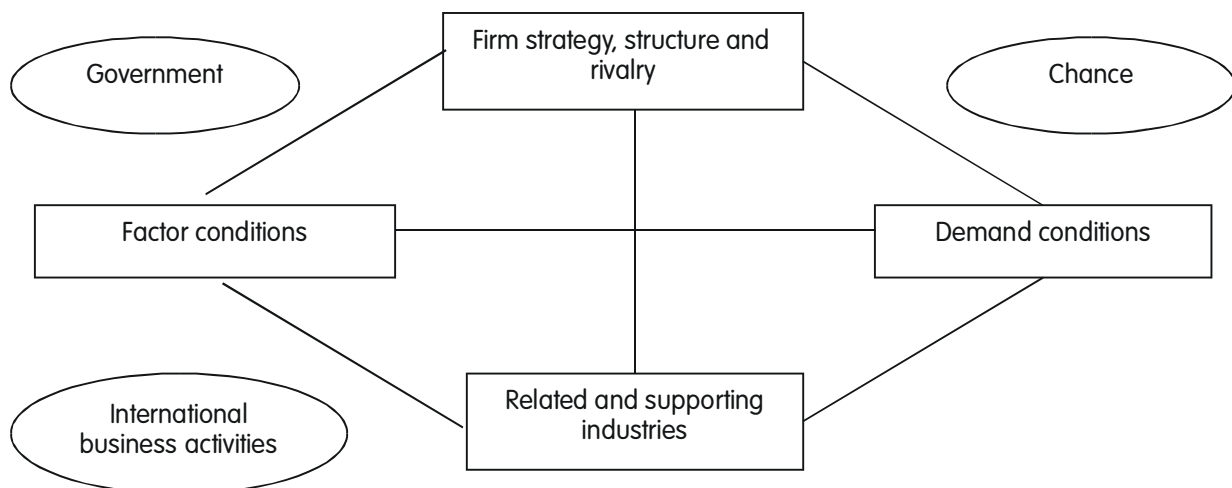 Firm strategy, structure and
rivalry
Government
Chance
Factor conditions
Demand conditions
Related and supporting
industries
International
business activities